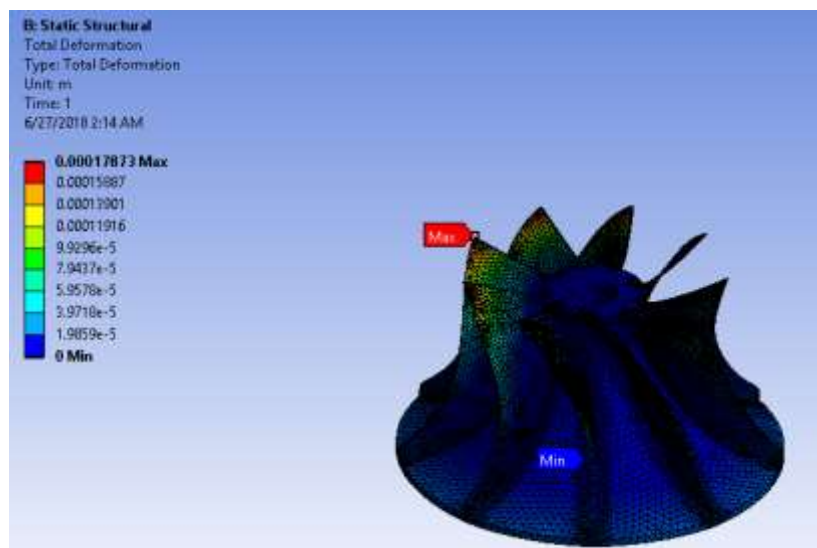 B: Static Structural
Total Deformation
Type: Total Deformation
Unit: m
Time: 1
6/27/2018 2:14 AM
0.00017873 Max
0.00015887
0.00013901
0.00011916
9.9296e-5
7.9437e-5
5.9578e-5
3.9718e-5
1.9859e-5
0 Min
Max
Min